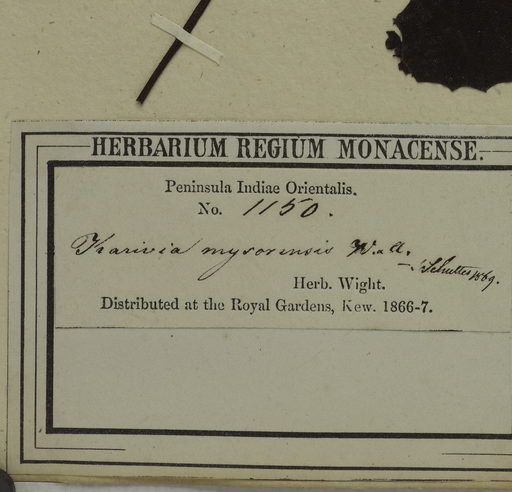 HERBARIUM REGIUM MONACENSE.
Peninsula Indiae Orientalis.
No. 1150.
Karivia mysorensis W. & A.
Herb. Wight. Schultes 1869.
Distributed at the Royal Gardens, Kew. 1866-7.